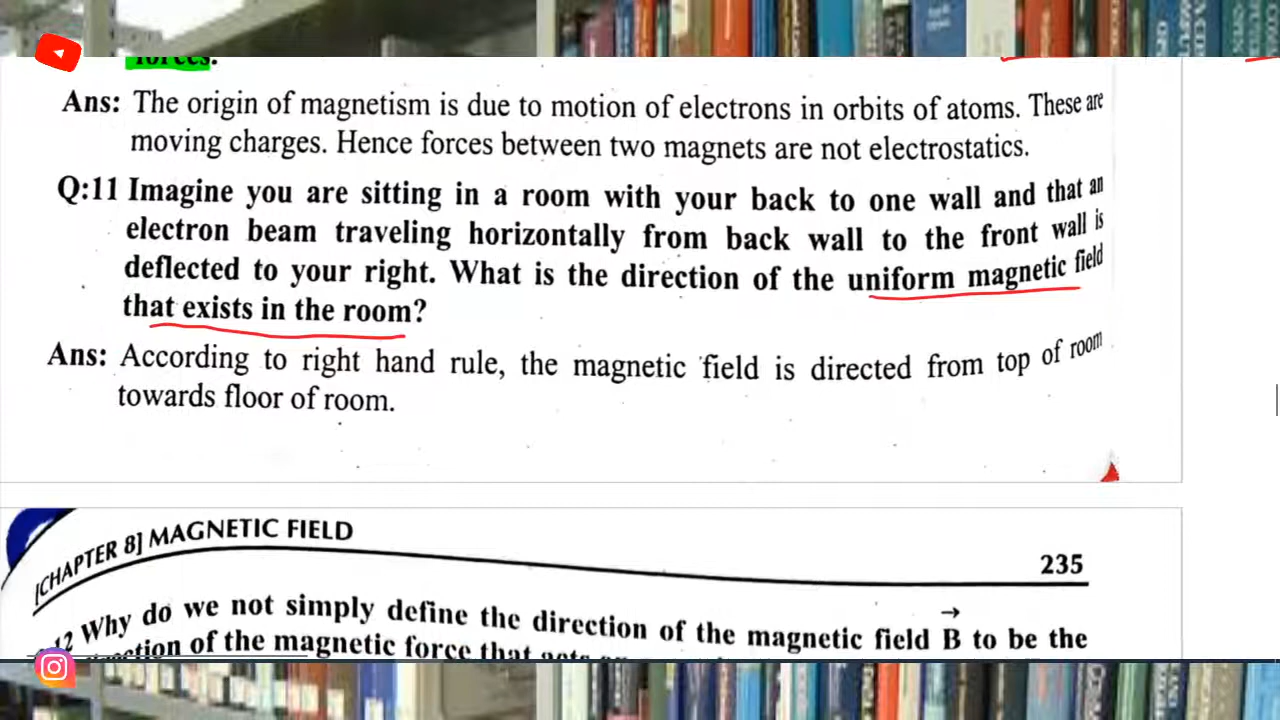 forces.
Ans: The origin of magnetism is due to motion of electrons in orbits of atoms. These are
moving charges. Hence forces between two magnets are not electrostatics.
Q:11 Imagine you are sitting in a room with your back to one wall and that an
electron beam traveling horizontally from back wall to the front wall is
deflected to your right. What is the direction of the uniform magnetic field
that exists in the room?
Ans: According to right hand rule, the magnetic field is directed from top of room
towards floor of room.
[CHAPTER 8] MAGNETIC FIELD
235
12 Why do we not simply define the direction of the magnetic field B⃗ to be the
of the magnetic force that